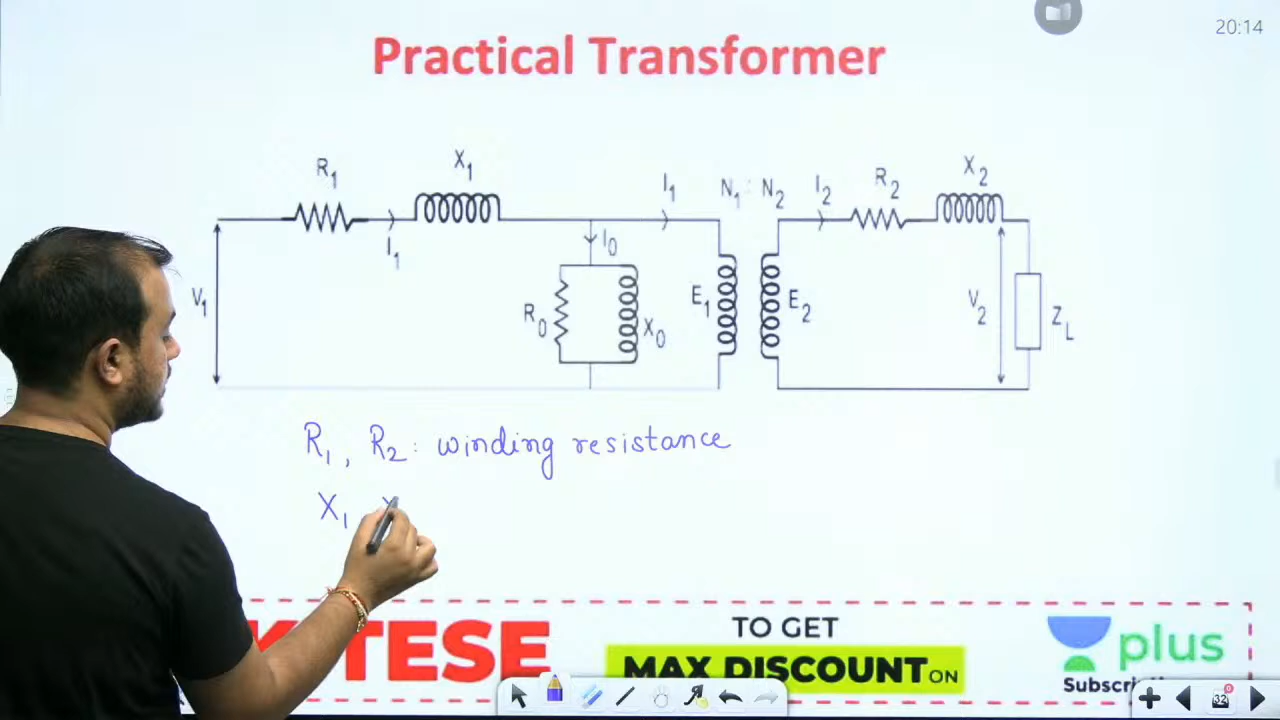 20:14
Practical Transformer
R1 X1 I1 N1 : N2 I2 R2 X2
I1 I0
V1 R0 X0 E1 E2 V2 ZL
R1, R2 : winding resistance
X1
TESE
TO GET
MAX DISCOUNT ON
plus
32